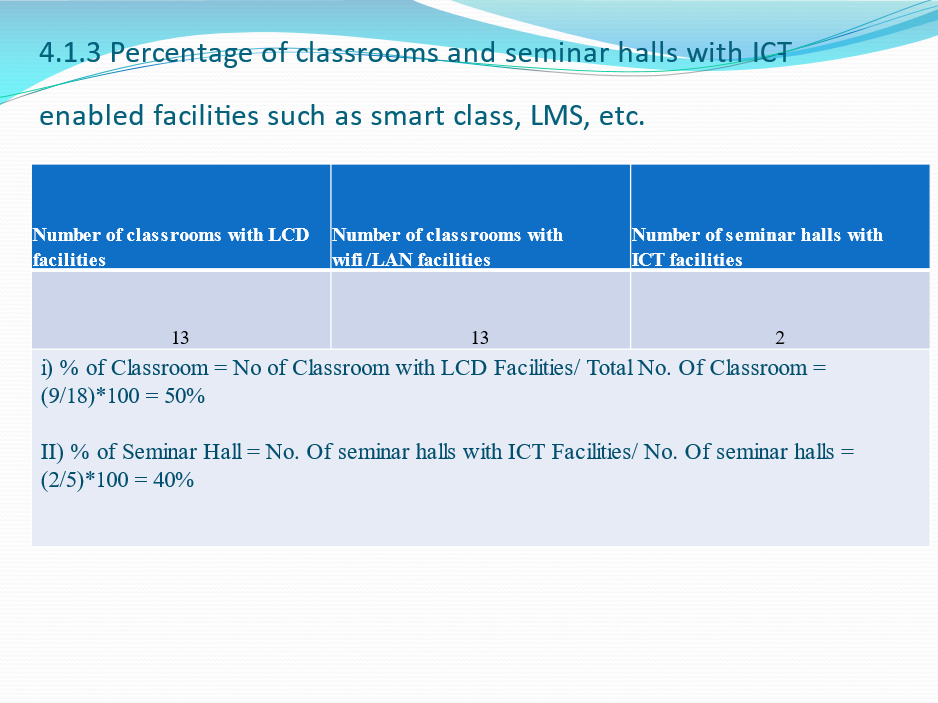 4.1.3 Percentage of classrooms and seminar halls with ICT
enabled facilities such as smart class, LMS, etc.
Number of classrooms with LCD
facilities
Number of classrooms with
wifi/LAN facilities
Number of seminar halls with
ICT facilities
13
13
2
i) % of Classroom = No of Classroom with LCD Facilities/ Total No. Of Classroom =
(9/18)*100 = 50%
II) % of Seminar Hall = No. Of seminar halls with ICT Facilities/ No. Of seminar halls =
(2/5)*100 = 40%